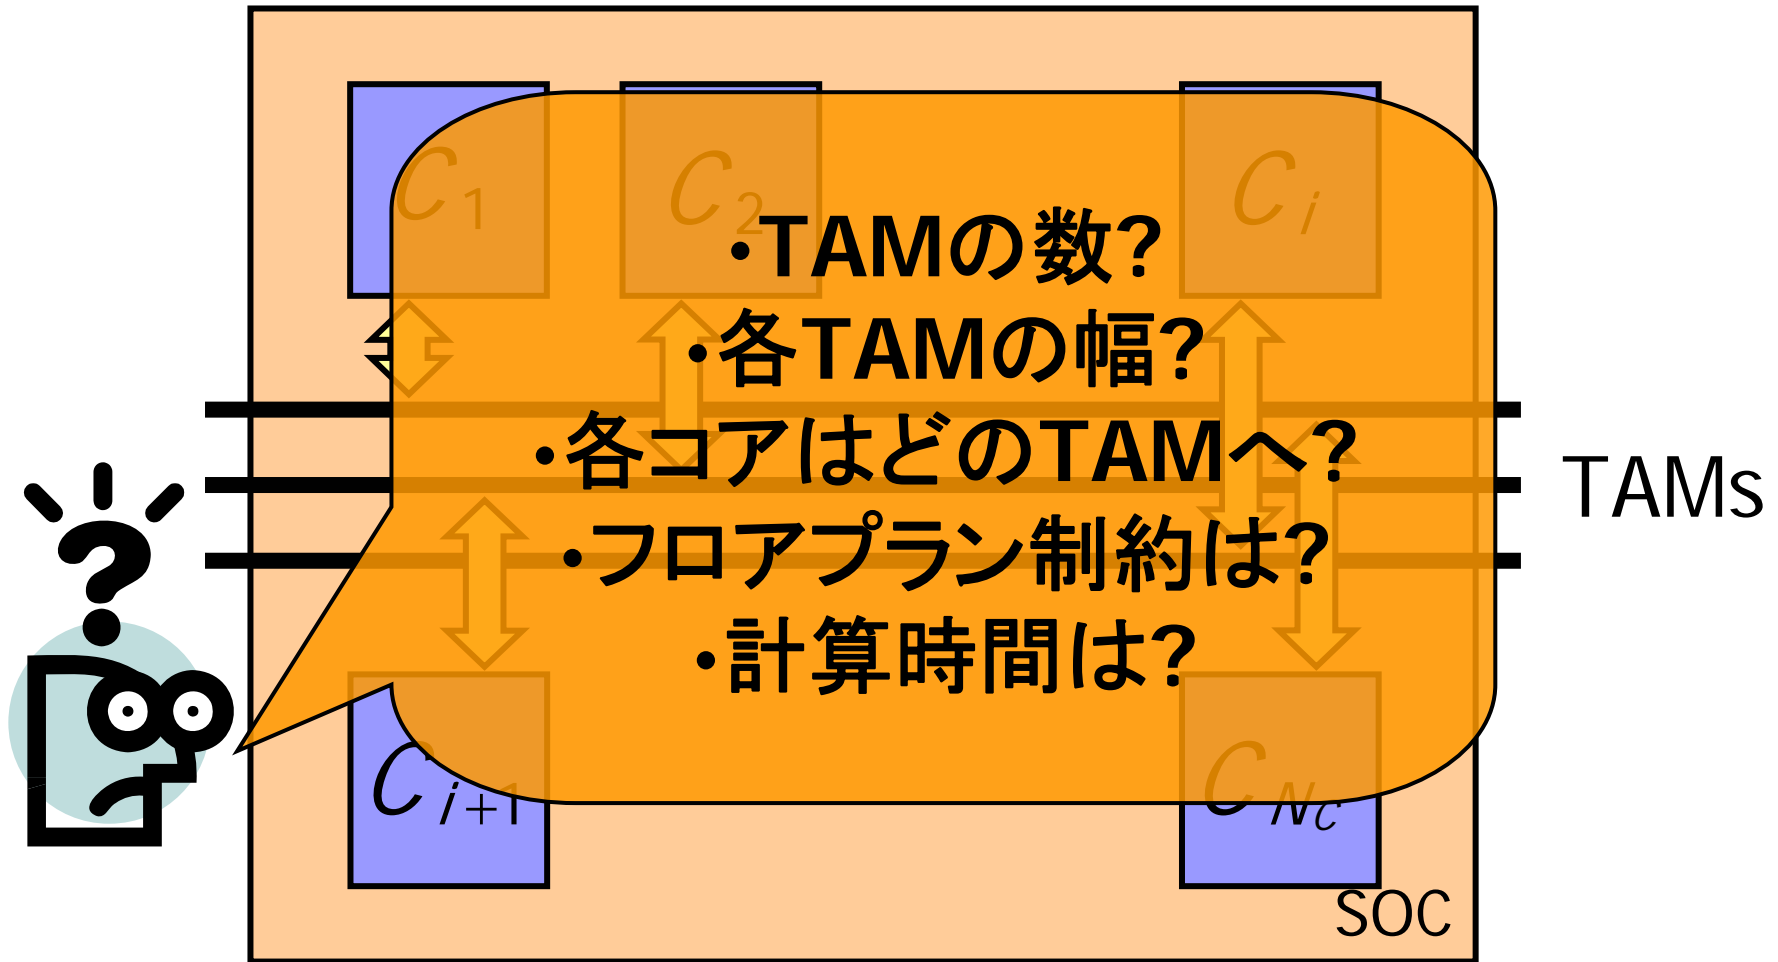 C1 C2 Ci
・TAMの数?
・各TAMの幅?
・各コアはどのTAMへ?
・フロアプラン制約は?
・計算時間は?
TAMs
?
Ci+1 CNC
SOC